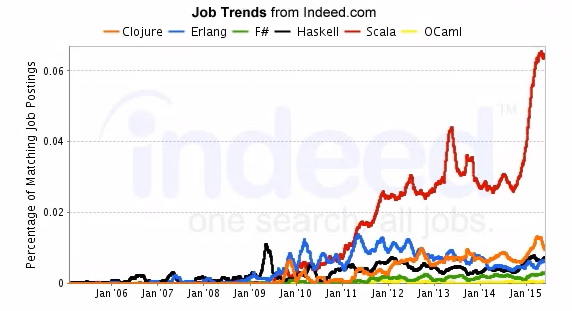 Job Trends from Indeed.com
Clojure Erlang F# Haskell Scala OCaml
Percentage of Matching Job Postings
0.06
0.04
0.02
0
indeed™
one search. all jobs.
Jan '06 Jan '07 Jan '08 Jan '09 Jan '10 Jan '11 Jan '12 Jan '13 Jan '14 Jan '15